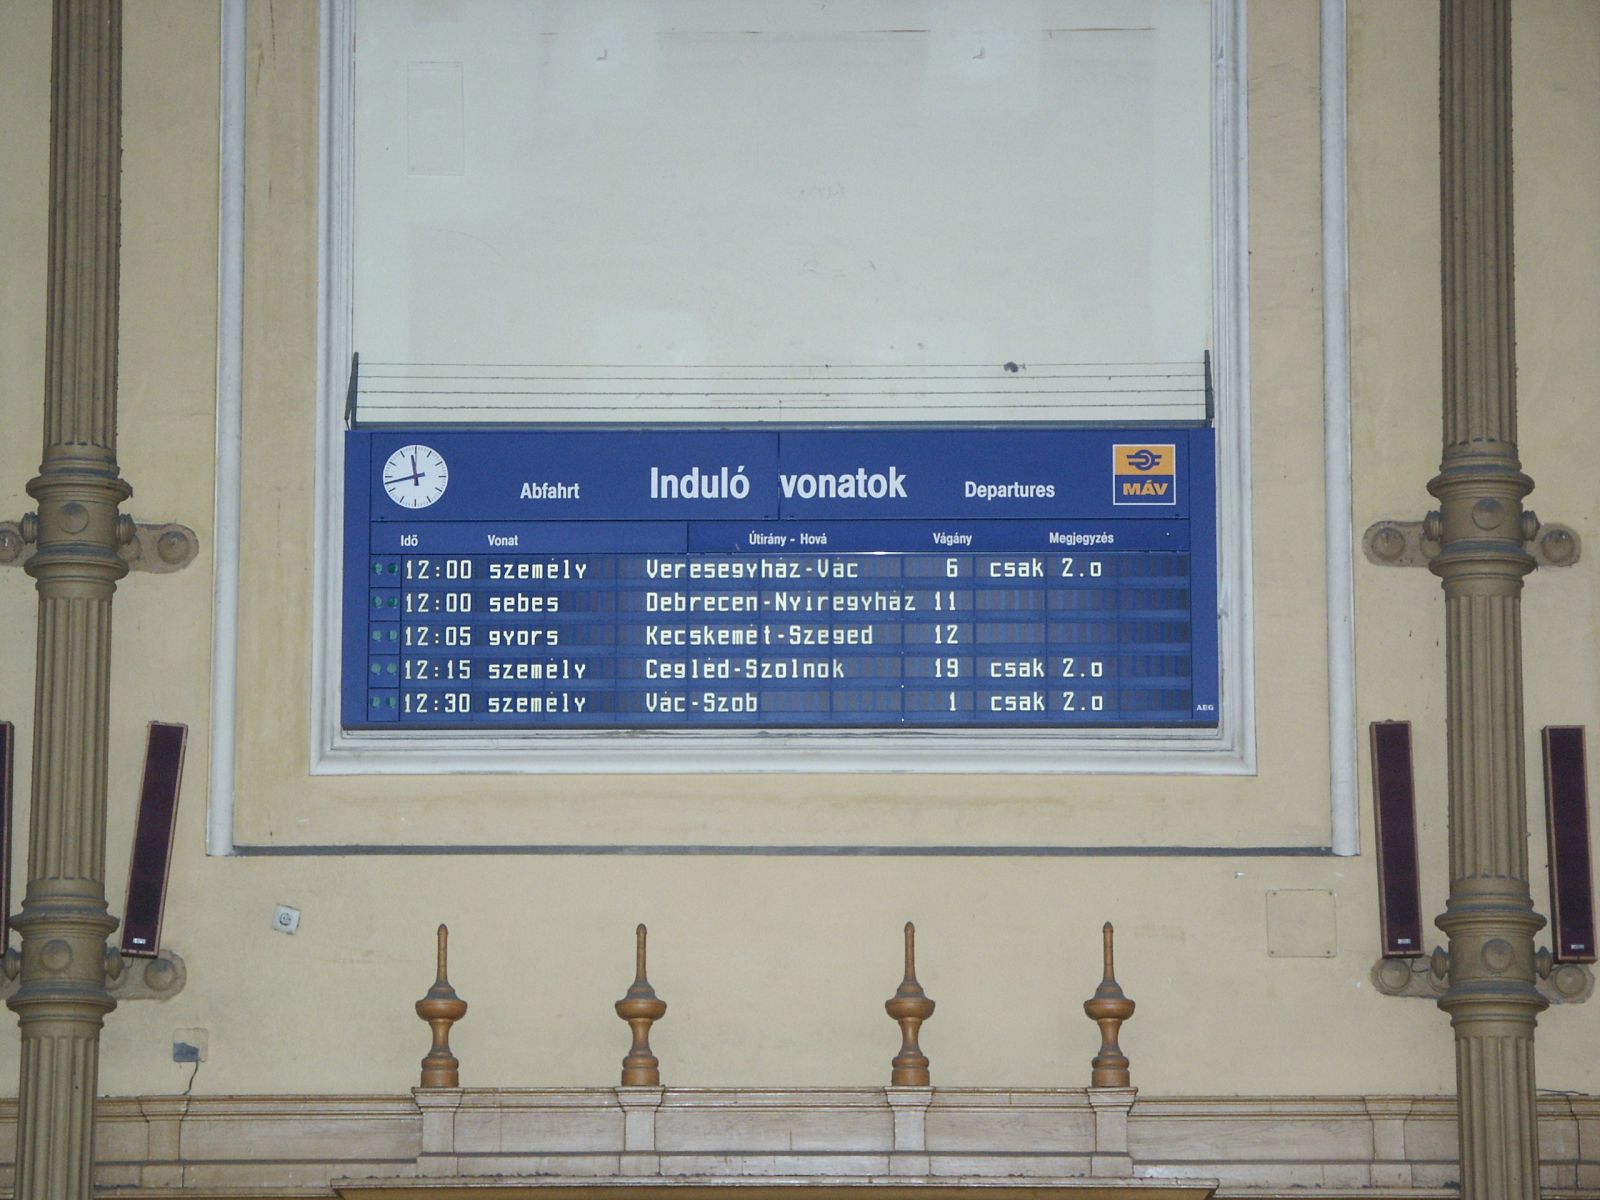 Abfahrt Induló vonatok Departures
MÁV
Idő Vonat Útirány - Hová Vágány Megjegyzés
12:00 személy Veresegyház-Vác 6 csak 2.o
12:00 sebes Debrecen-Nyíregyház 11
12:05 gyors Kecskemét-Szeged 12
12:15 személy Cegléd-Szolnok 19 csak 2.o
12:30 személy Vác-Szob 1 csak 2.o
AEG